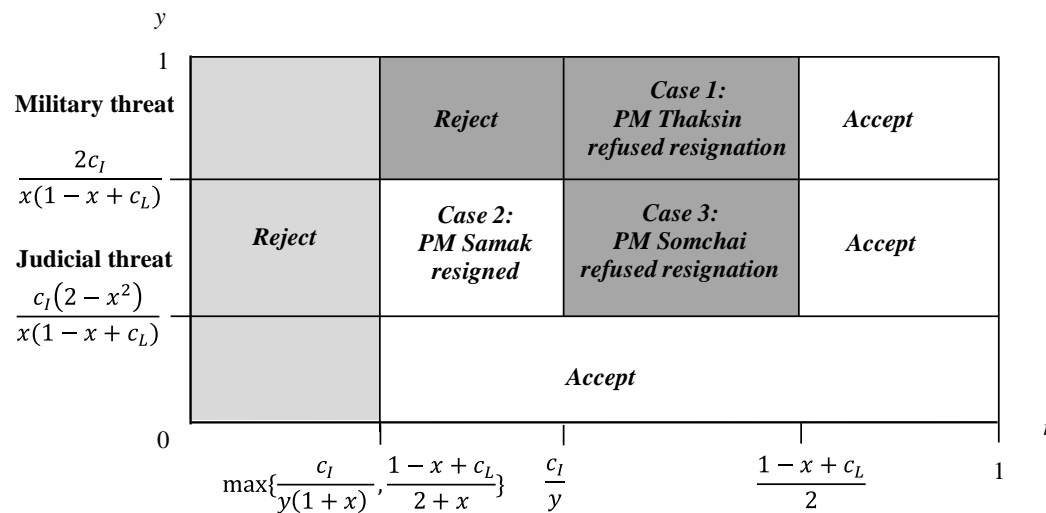 y
1
Military threat
2c_I / x(1 − x + c_L)
Judicial threat
c_I(2 − x²) / x(1 − x + c_L)
0
Reject
Case 1:
PM Thaksin
refused resignation
Accept
Reject
Case 2:
PM Samak
resigned
Case 3:
PM Somchai
refused resignation
Accept
Accept
max{c_I / y(1 + x), (1 − x + c_L) / (2 + x)}
c_I / y
(1 − x + c_L) / 2
1